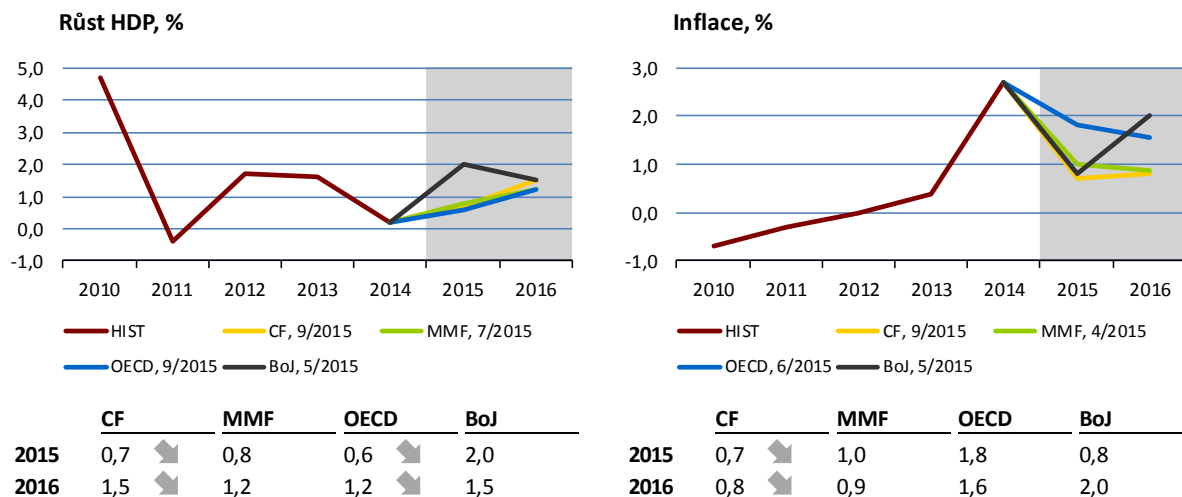 Růst HDP, %
5,0
4,0
3,0
2,0
1,0
0,0
-1,0
2010 2011 2012 2013 2014 2015 2016
HIST CF, 9/2015 MMF, 7/2015
OECD, 9/2015 BoJ, 5/2015
CF MMF OECD BoJ
2015 0,7 0,8 0,6 2,0
2016 1,5 1,2 1,2 1,5
Inflace, %
3,0
2,0
1,0
0,0
-1,0
2010 2011 2012 2013 2014 2015 2016
HIST CF, 9/2015 MMF, 4/2015
OECD, 6/2015 BoJ, 5/2015
CF MMF OECD BoJ
2015 0,7 1,0 1,8 0,8
2016 0,8 0,9 1,6 2,0